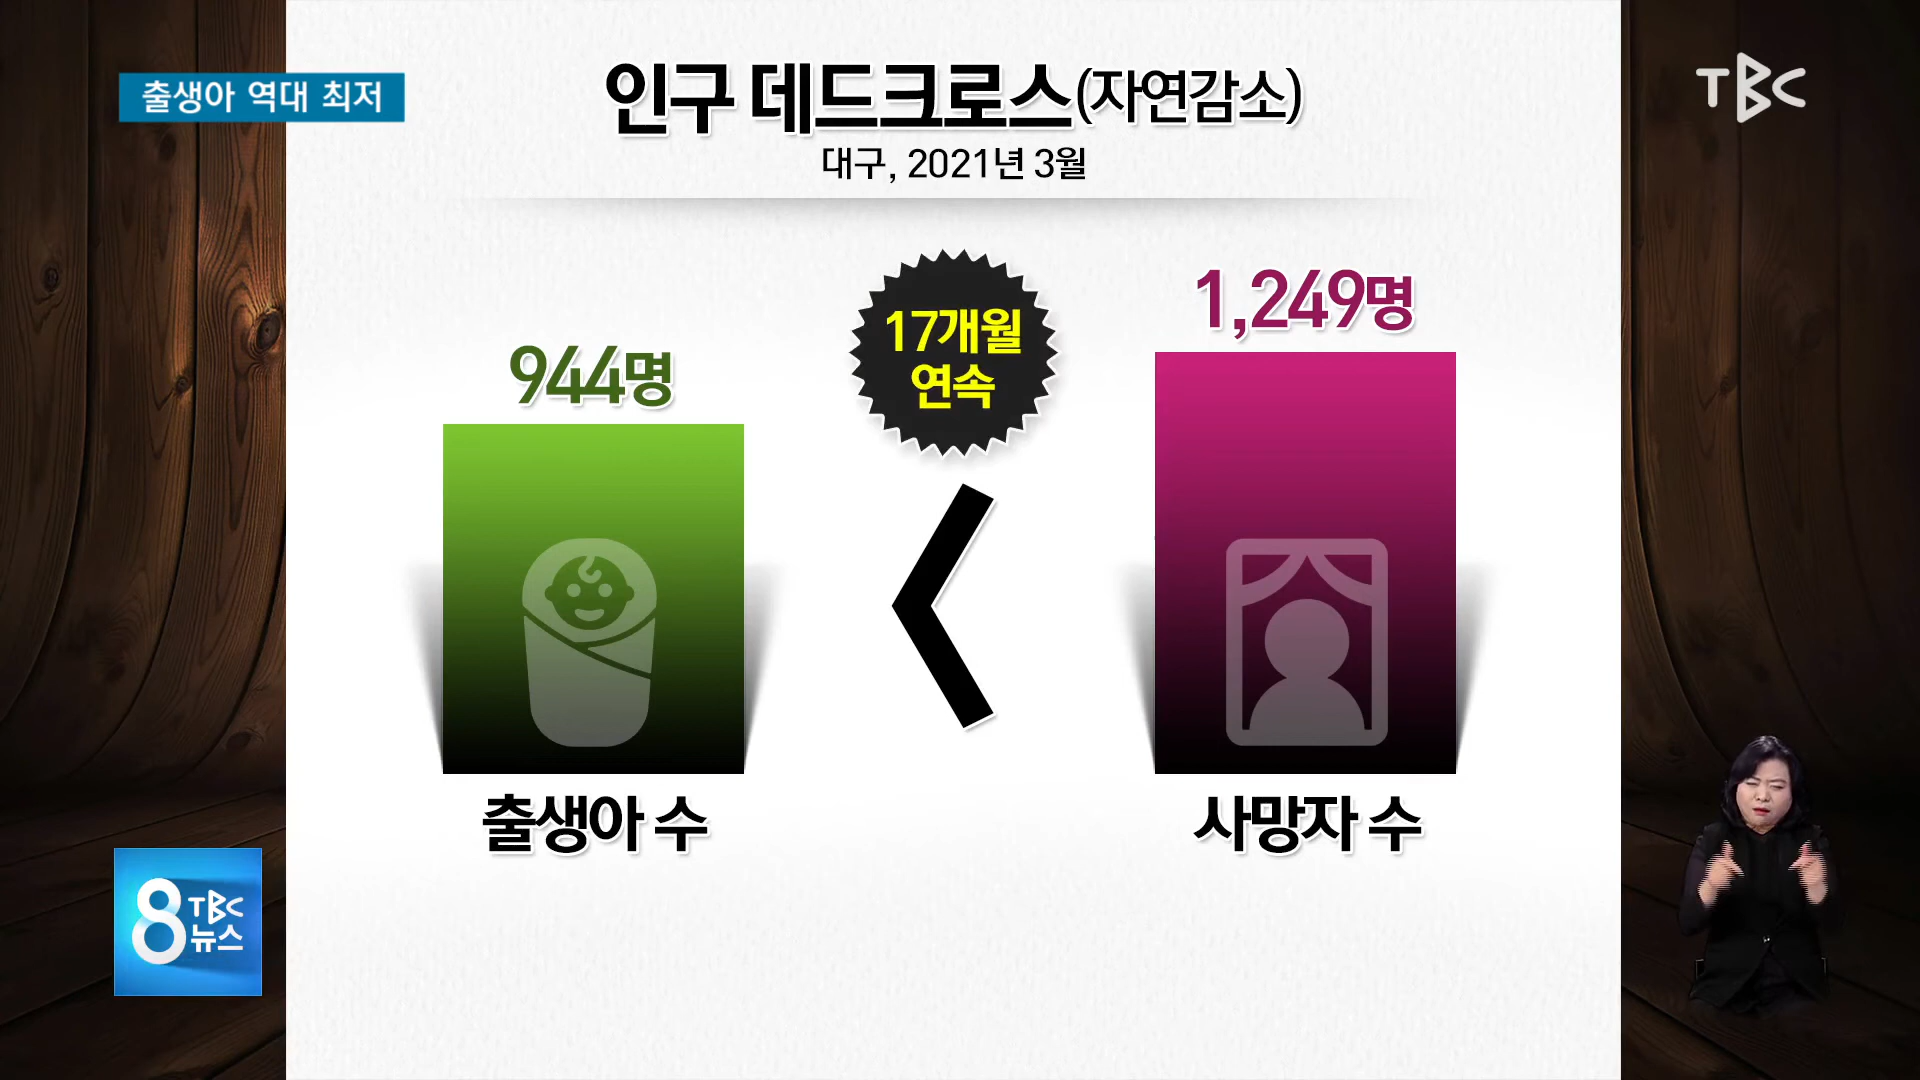 출생아 역대 최저
인구 데드크로스(자연감소)
TBC
대구, 2021년 3월
17개월
연속
944명
1,249명
출생아 수
사망자 수
8 TBC
뉴스